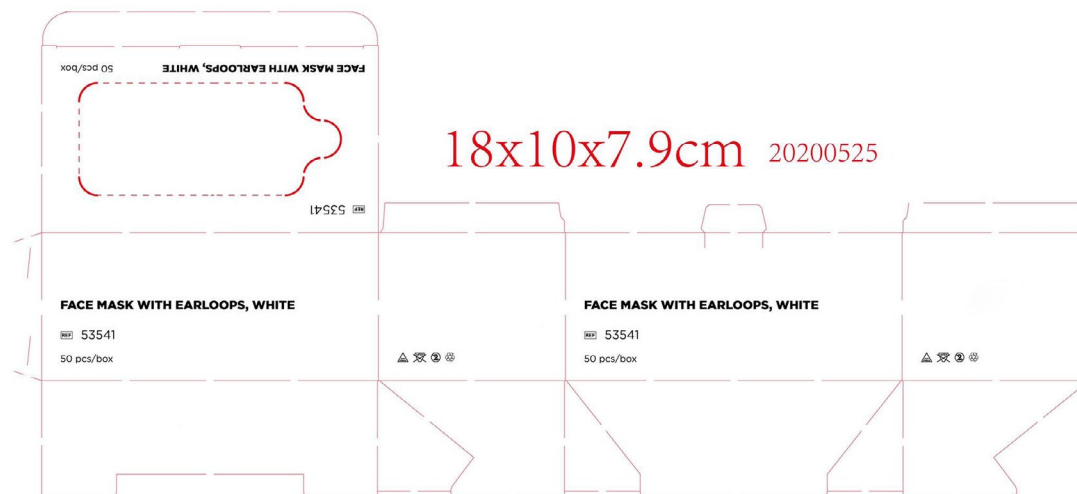 50 pcs/box
FACE MASK WITH EARLOOPS, WHITE
REF 53541
18x10x7.9cm 20200525
FACE MASK WITH EARLOOPS, WHITE
REF 53541
50 pcs/box
FACE MASK WITH EARLOOPS, WHITE
REF 53541
50 pcs/box